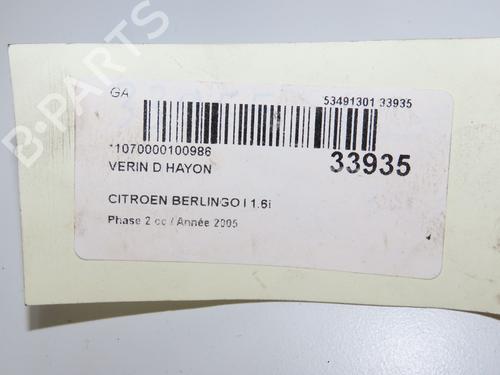 GA
53491301 33935
*1070000100986
33935
VERIN D HAYON
CITROEN BERLINGO I 1.6i
Phase 2 cc / Année 2005
B-PARTS